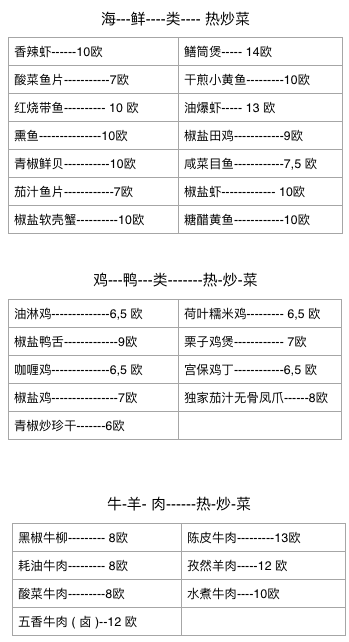 海---鲜----类---- 热炒菜
香辣虾------10欧
鳝筒煲----- 14欧
酸菜鱼片-----------7欧
干煎小黄鱼---------10欧
红烧带鱼---------- 10 欧
油爆虾----- 13 欧
熏鱼---------------10欧
椒盐田鸡------------9欧
青椒鲜贝-----------10欧
咸菜目鱼------------7,5 欧
茄汁鱼片------------7欧
椒盐虾------------- 10欧
椒盐软壳蟹----------10欧
糖醋黄鱼------------10欧
鸡---鸭---类-------热-炒-菜
油淋鸡--------------6,5 欧
荷叶糯米鸡--------- 6,5 欧
椒盐鸭舌-------------9欧
栗子鸡煲------------ 7欧
咖喱鸡--------------6,5 欧
宫保鸡丁------------6,5欧
椒盐鸡----------------7欧
独家茄汁无骨凤爪------8欧
青椒炒珍干-------6欧
牛-羊- 肉------热-炒-菜
黑椒牛柳--------- 8欧
陈皮牛肉---------13欧
耗油牛肉--------- 8欧
孜然羊肉-----12 欧
酸菜牛肉---------8欧
水煮牛肉----10欧
五香牛肉 ( 卤 )--12 欧